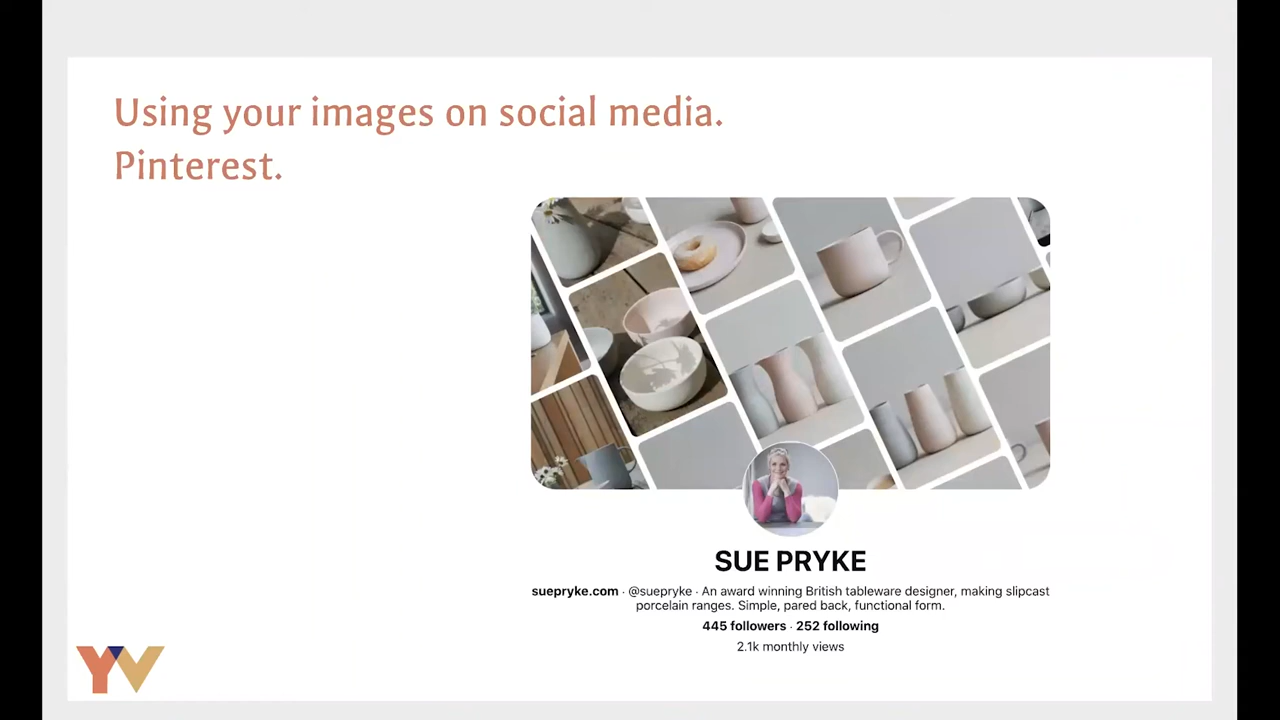 Using your images on social media.
Pinterest.
SUE PRYKE
suepryke.com · @suepryke · An award winning British tableware designer, making slipcast
porcelain ranges. Simple, pared back, functional form.
445 followers · 252 following
2.1k monthly views
YV